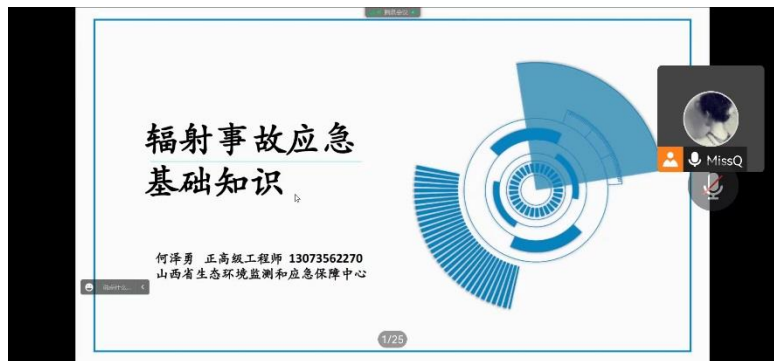 辐射事故应急
基础知识
MissQ
何泽勇 正高级工程师 13073562270
山西省生态环境监测和应急保障中心
1/25